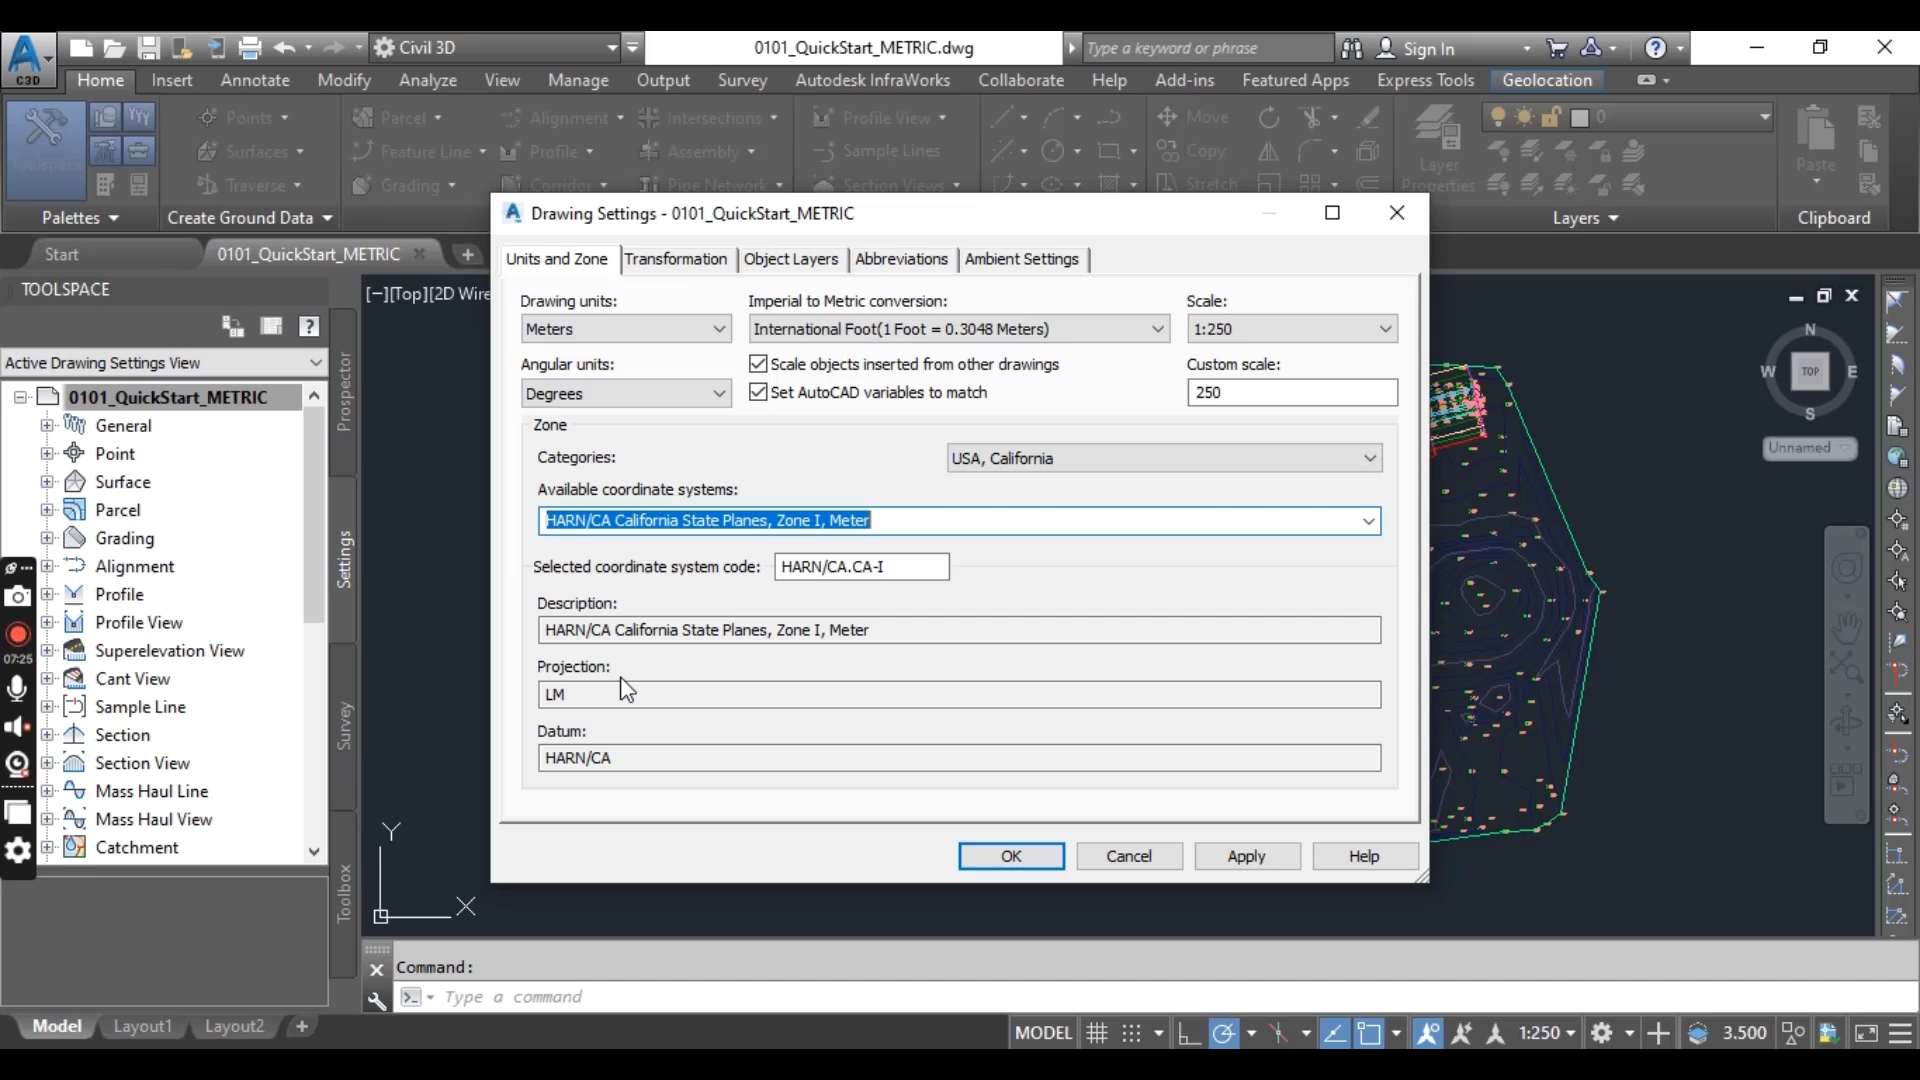 C3D
Civil 3D
0101_QuickStart_METRIC.dwg
Type a keyword or phrase
Sign In
Home
Insert
Annotate
Modify
Analyze
View
Manage
Output
Survey
Autodesk InfraWorks
Collaborate
Help
Add-ins
Featured Apps
Express Tools
Geolocation
Points
Parcel
Alignment
Intersections
Profile View
Move
0
Surfaces
Feature Line
Profile
Assembly
Sample Lines
Copy
Layer
Properties
Paste
Traverse
Grading
Corridor
Pipe Network
Section Views
Stretch
Palettes
Create Ground Data
Layers
Clipboard
Start
0101_QuickStart_METRIC
TOOLSPACE
Active Drawing Settings View
0101_QuickStart_METRIC
General
Point
Surface
Parcel
Grading
Alignment
Profile
Profile View
Superelevation View
Cant View
Sample Line
Section
Section View
Mass Haul Line
Mass Haul View
Catchment
Prospector
Settings
Survey
Toolbox
07:25
[−][Top][2D Wire
Drawing Settings - 0101_QuickStart_METRIC
Units and Zone
Transformation
Object Layers
Abbreviations
Ambient Settings
Drawing units:
Imperial to Metric conversion:
Scale:
Meters
International Foot(1 Foot = 0.3048 Meters)
1:250
Angular units:
Scale objects inserted from other drawings
Custom scale:
Degrees
Set AutoCAD variables to match
250
Zone
Categories:
USA, California
Available coordinate systems:
HARN/CA California State Planes, Zone I, Meter
Selected coordinate system code:
HARN/CA.CA-I
Description:
HARN/CA California State Planes, Zone I, Meter
Projection:
LM
Datum:
HARN/CA
OK
Cancel
Apply
Help
N
W
TOP
E
S
Unnamed
Y
X
Command:
Type a command
Model
Layout1
Layout2
MODEL
1:250
3.500